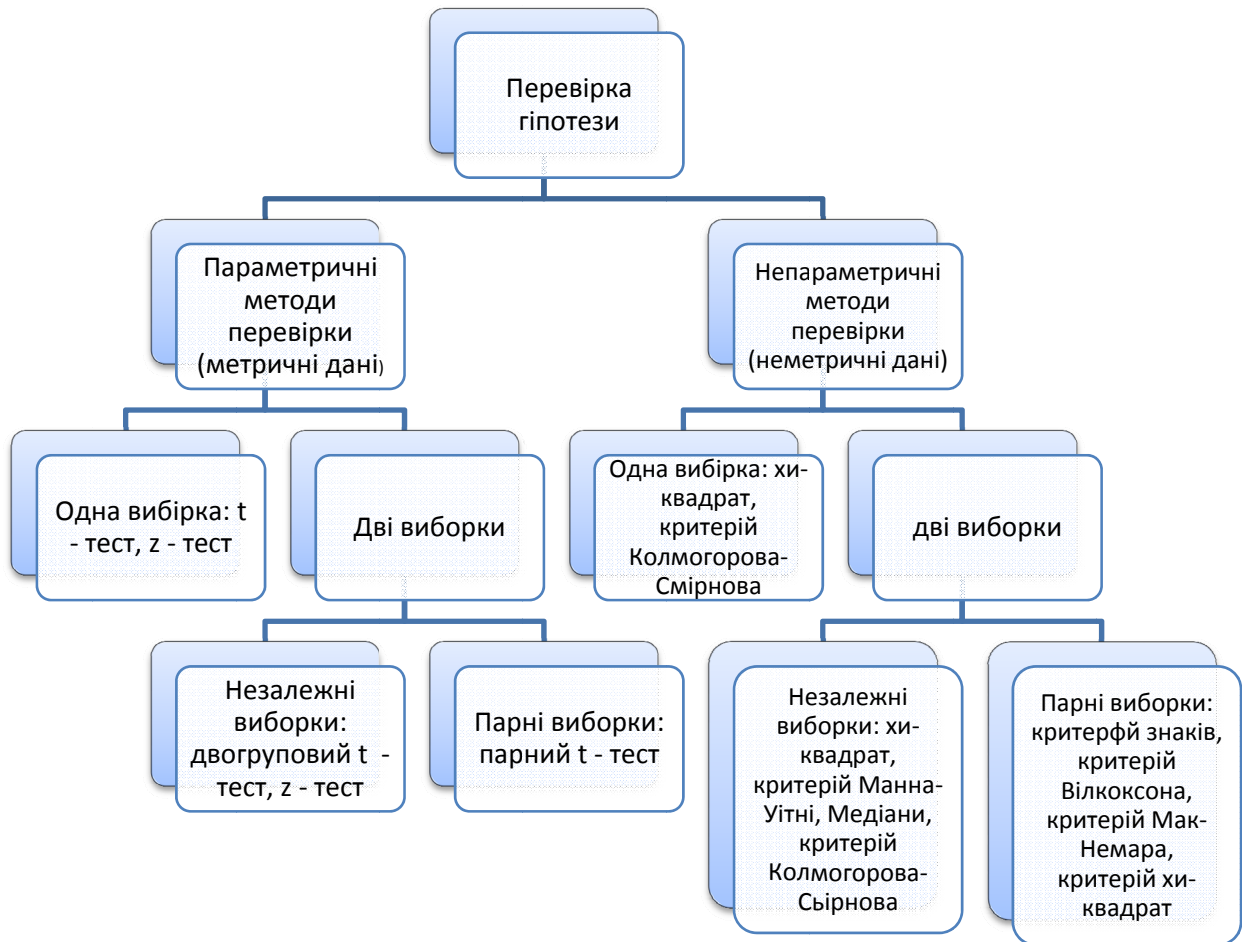 Перевірка
гіпотези
Параметричні
методи
перевірки
(метричні дані)
Непараметричні
методи
перевірки
(неметричні дані)
Одна вибірка: t
- тест, z - тест
Дві виборки
Одна вибірка: хи-
квадрат,
критерій
Колмогорова-
Смірнова
дві виборки
Незалежні
виборки:
двогруповий t -
тест, z - тест
Парні виборки:
парний t - тест
Незалежні
виборки: хи-
квадрат,
критерій Манна-
Уітні, Медіани,
критерій
Колмогорова-
Сьірнова
Парні виборки:
критерфй знаків,
критерій
Вілкоксона,
критерій Мак-
Немара,
критерій хи-
квадрат